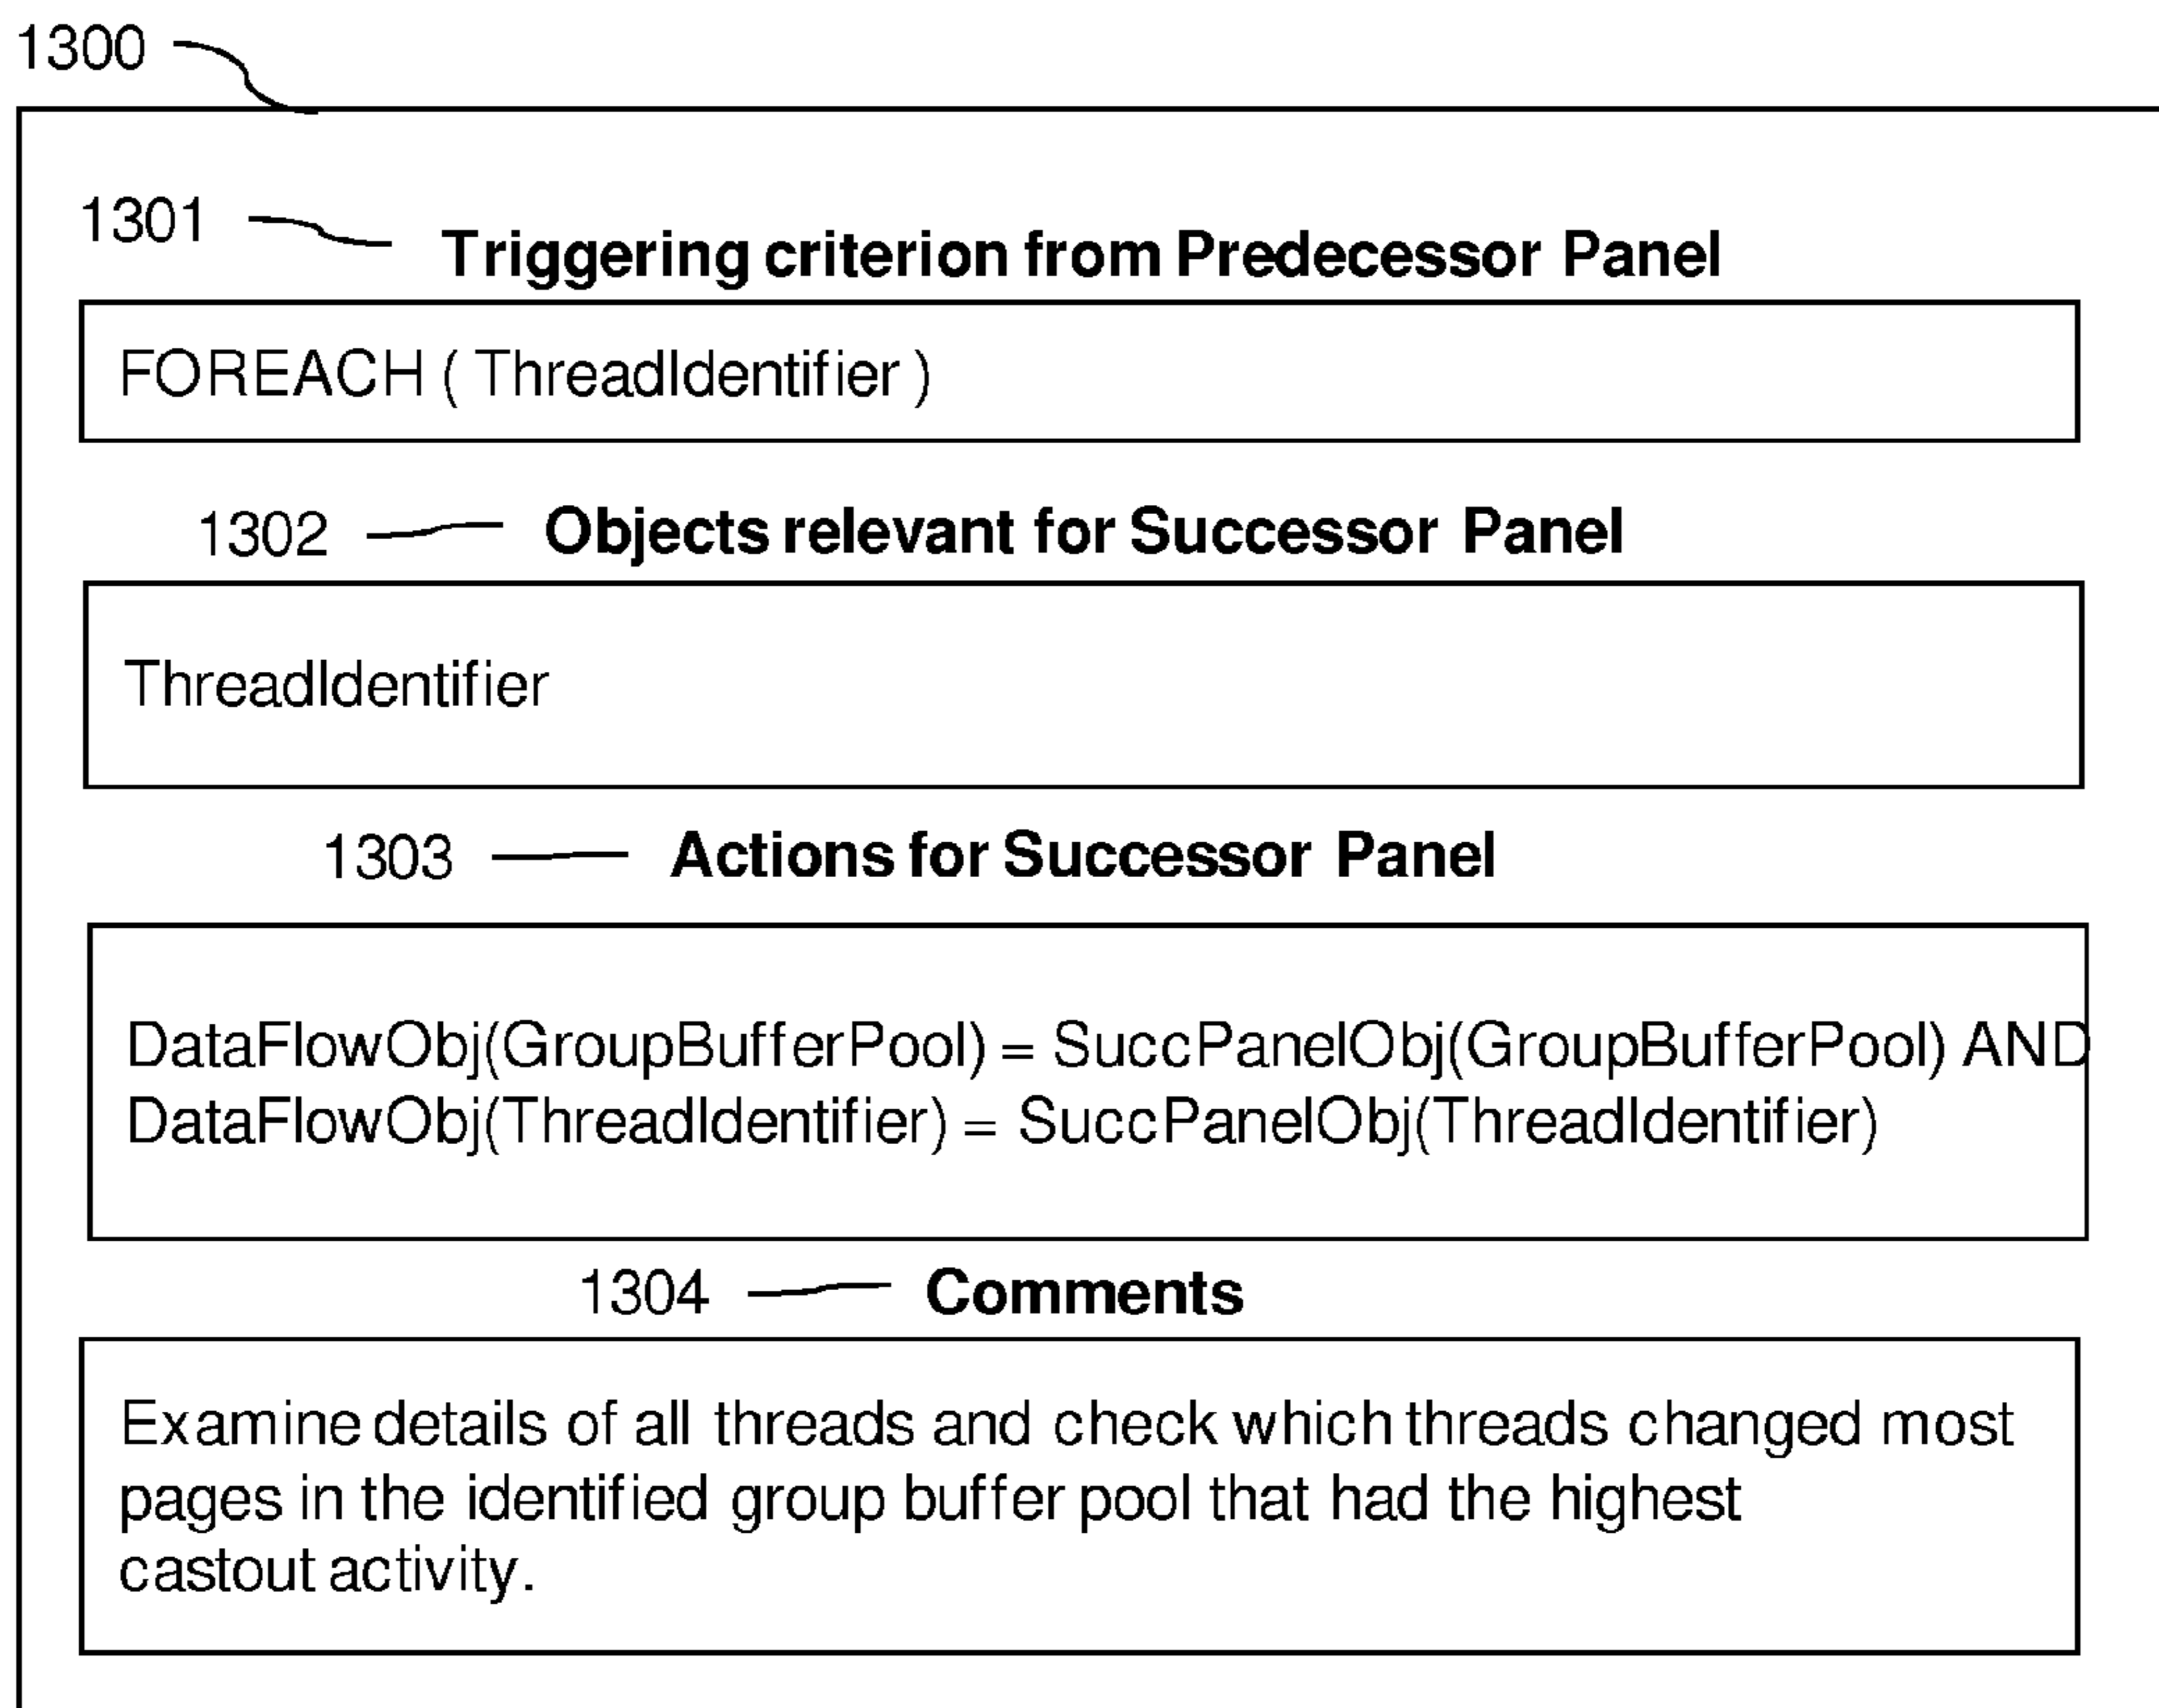 1300
1301 Triggering criterion from Predecessor Panel
FOREACH ( ThreadIdentifier )
1302 Objects relevant for Successor Panel
ThreadIdentifier
1303 Actions for Successor Panel
DataFlowObj(GroupBufferPool) = SuccPanelObj(GroupBufferPool) AND
DataFlowObj(ThreadIdentifier) = SuccPanelObj(ThreadIdentifier)
1304 Comments
Examine details of all threads and check which threads changed most
pages in the identified group buffer pool that had the highest
castout activity.